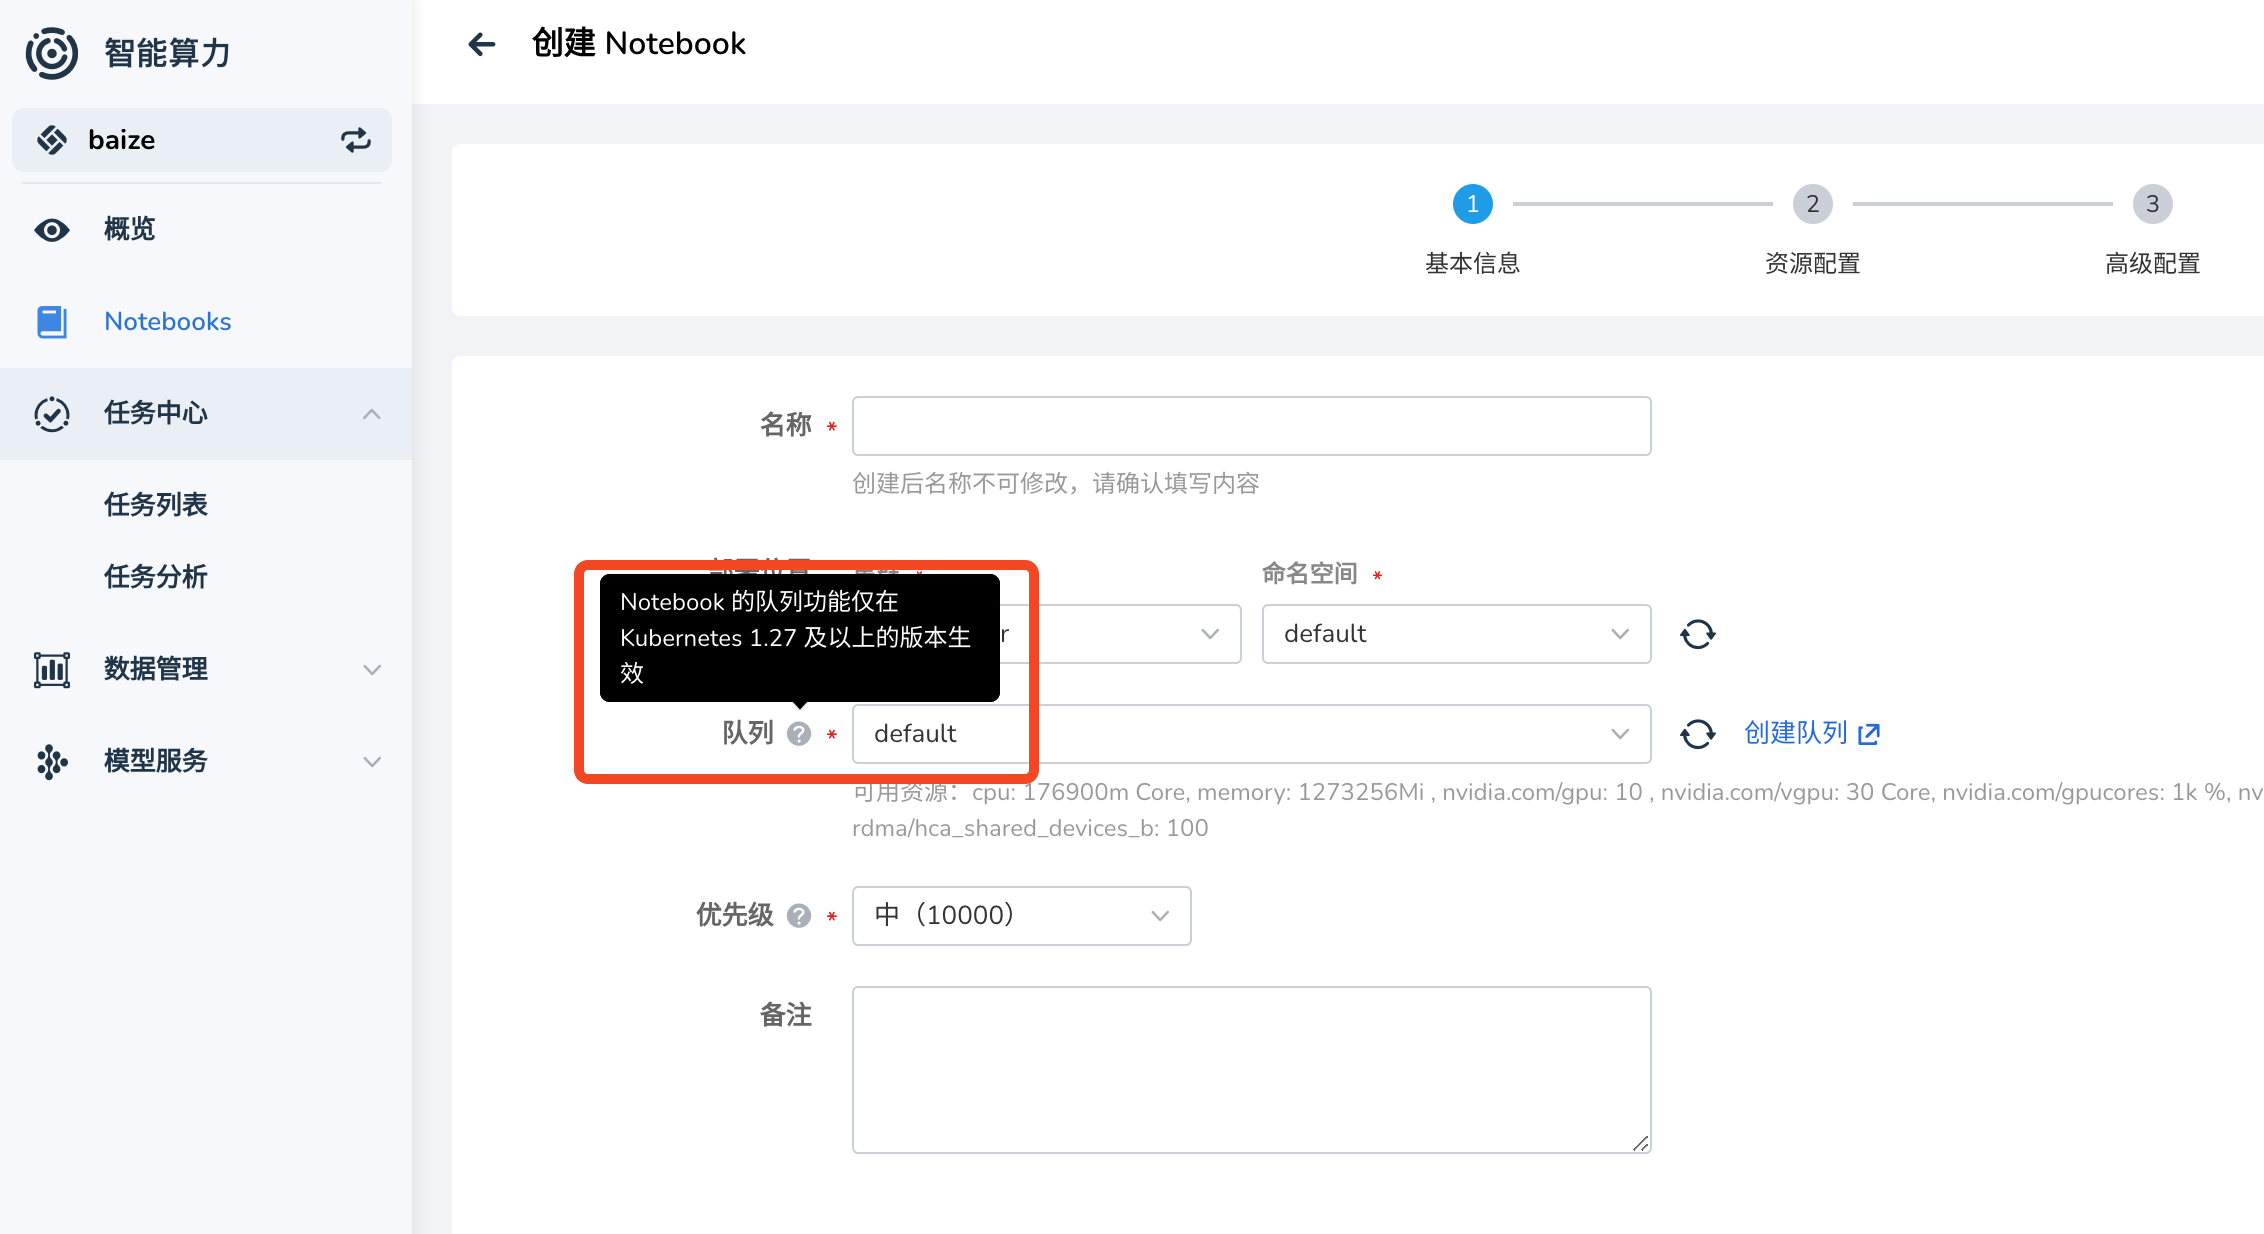 智能算力
baize
概览
Notebooks
任务中心
任务列表
任务分析
数据管理
模型服务
创建 Notebook
1
2
3
基本信息
资源配置
高级配置
名称 *
创建后名称不可修改，请确认填写内容
命名空间 *
Notebook 的队列功能仅在
Kubernetes 1.27 及以上的版本生
效
r
default
队列 ? *
default
创建队列
可用资源：cpu: 176900m Core, memory: 1273256Mi , nvidia.com/gpu: 10 , nvidia.com/vgpu: 30 Core, nvidia.com/gpucores: 1k %, nv
rdma/hca_shared_devices_b: 100
优先级 ? *
中（10000）
备注